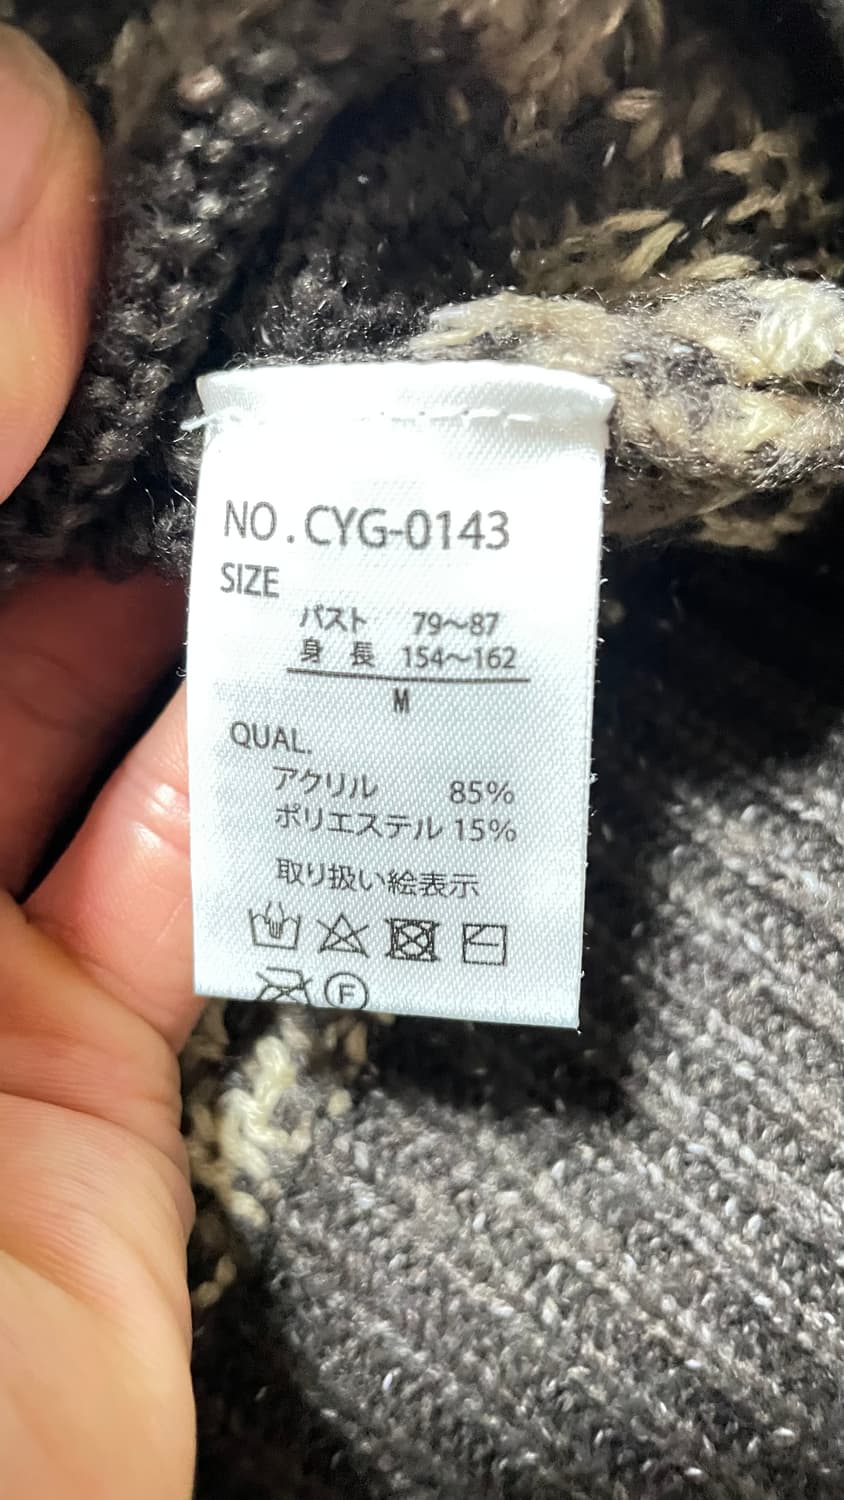 NO.CYG-0143
SIZE
バスト 79〜87
身 長 154〜162
M
QUAL.
アクリル 85%
ポリエステル 15%
取り扱い絵表示
F